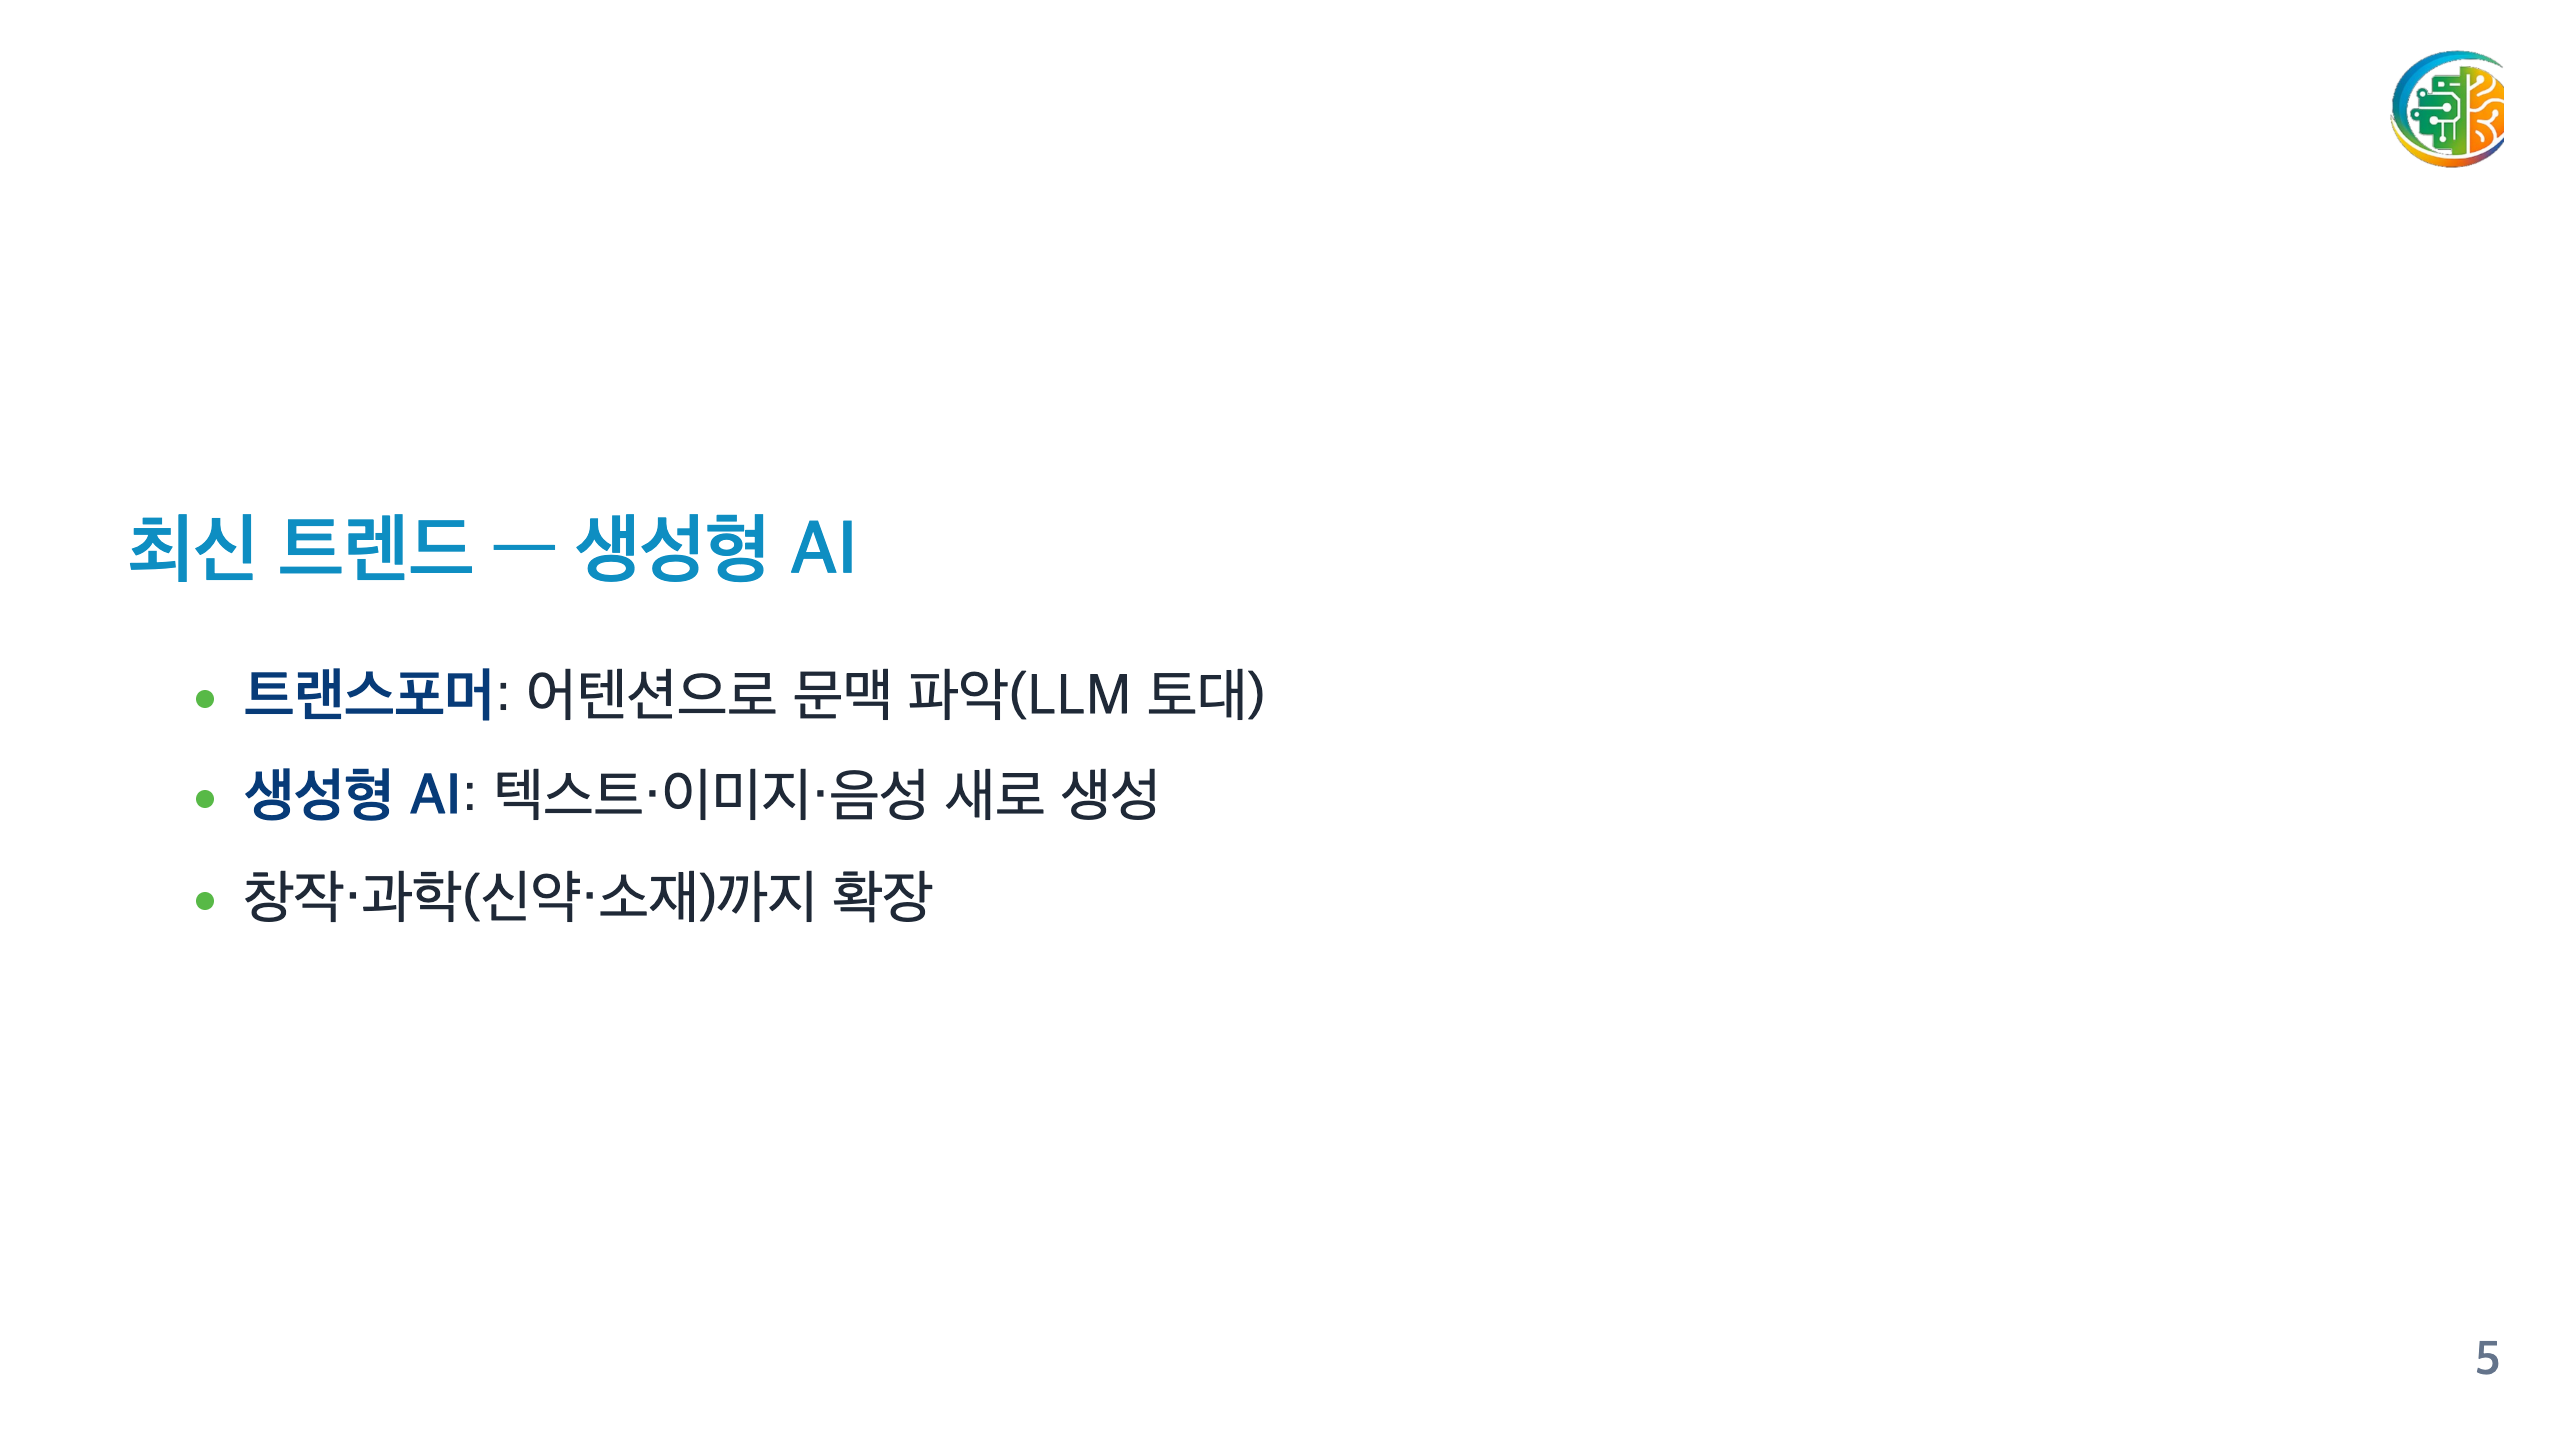 최신 트렌드 — 생성형 AI
• 트랜스포머: 어텐션으로 문맥 파악(LLM 토대)
• 생성형 AI: 텍스트·이미지·음성 새로 생성
• 창작·과학(신약·소재)까지 확장
5